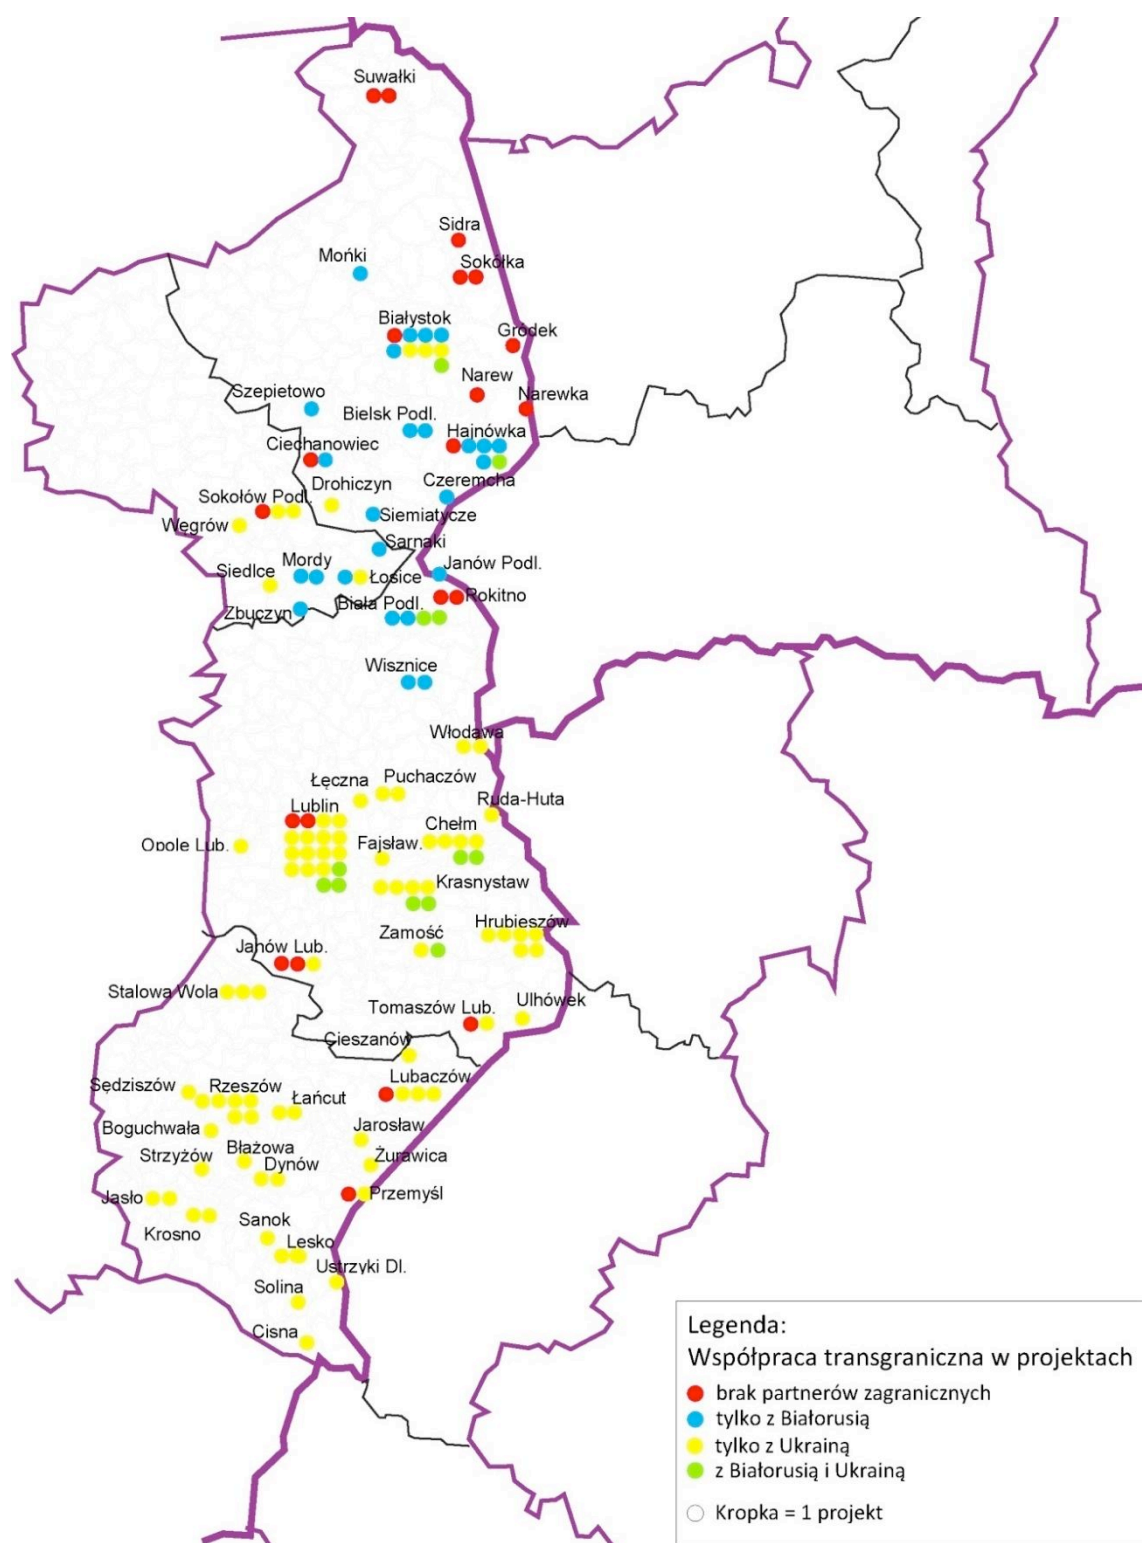 Suwałki
Sidra
Mońki
Sokółka
Białystok
Gródek
Narew
Szepietowo
Narewka
Bielsk Podl.
Hajnówka
Ciechanowiec
Czeremcha
Drohiczyn
Sokołów Podl.
Siemiatycze
Węgrów
Sarnaki
Mordy
Janów Podl.
Siedlce
Łosice
Rokitno
Biała Podl.
Zbuczyn
Wisznice
Włodawa
Puchaczów
Łęczna
Ruda-Huta
Lublin
Chełm
Opole Lub.
Fajsław.
Krasnystaw
Hrubieszów
Zamość
Janów Lub.
Stalowa Wola
Ulhówek
Tomaszów Lub.
Cieszanów
Lubaczów
Sędziszów
Rzeszów
Łańcut
Jarosław
Boguchwała
Błażowa
Strzyżów
Żurawica
Dynów
Przemyśl
Jasło
Sanok
Krosno
Lesko
Ustrzyki Dl.
Solina
Cisna
Legenda:
Współpraca transgraniczna w projektach
brak partnerów zagranicznych
tylko z Białorusią
tylko z Ukrainą
z Białorusią i Ukrainą
Kropka = 1 projekt